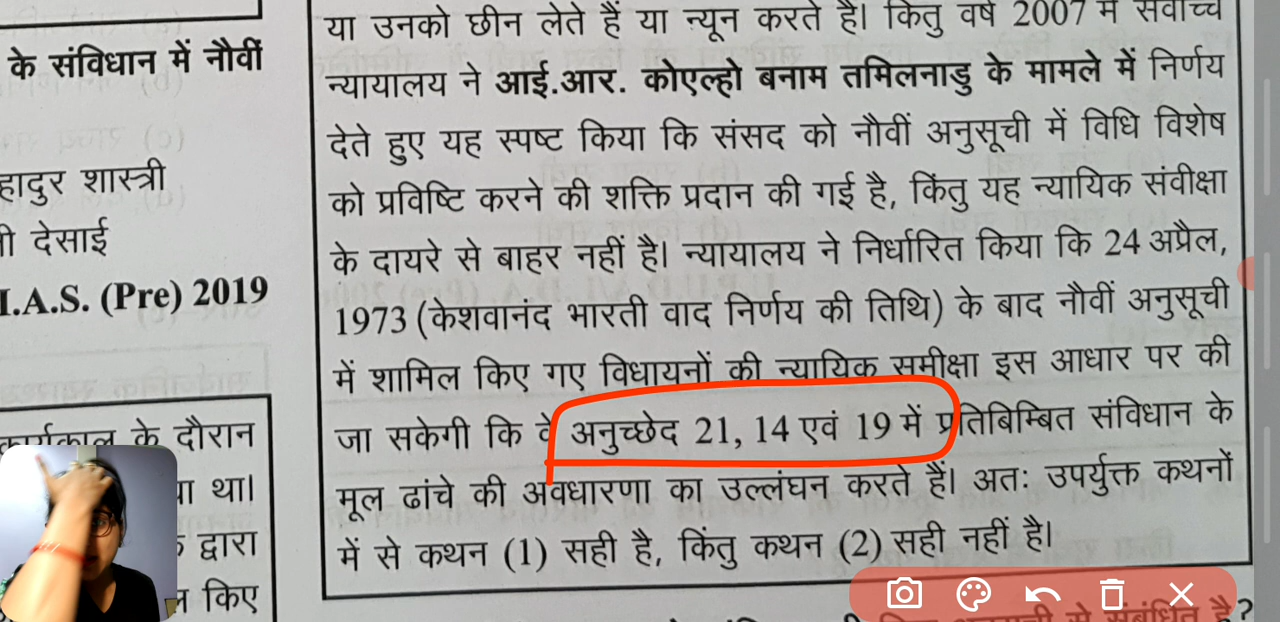 के संविधान में नौवीं
हादुर शास्त्री
ी देसाई
I.A.S. (Pre) 2019
कार्यकाल के दौरान
था।
द्वारा
किए
या उनको छीन लेते हैं या न्यून करते हैं। किंतु वर्ष 2007 में सर्वोच्च
न्यायालय ने आई.आर. कोएल्हो बनाम तमिलनाडु के मामले में निर्णय
देते हुए यह स्पष्ट किया कि संसद को नौवीं अनुसूची में विधि विशेष
को प्रविष्टि करने की शक्ति प्रदान की गई है, किंतु यह न्यायिक संवीक्षा
के दायरे से बाहर नहीं है। न्यायालय ने निर्धारित किया कि 24 अप्रैल,
1973 (केशवानंद भारती वाद निर्णय की तिथि) के बाद नौवीं अनुसूची
में शामिल किए गए विधायनों की न्यायिक समीक्षा इस आधार पर की
जा सकेगी कि वे अनुच्छेद 21, 14 एवं 19 में प्रतिबिम्बित संविधान के
मूल ढांचे की अवधारणा का उल्लंघन करते हैं। अत: उपर्युक्त कथनों
में से कथन (1) सही है, किंतु कथन (2) सही नहीं है।
से संबंधित है?